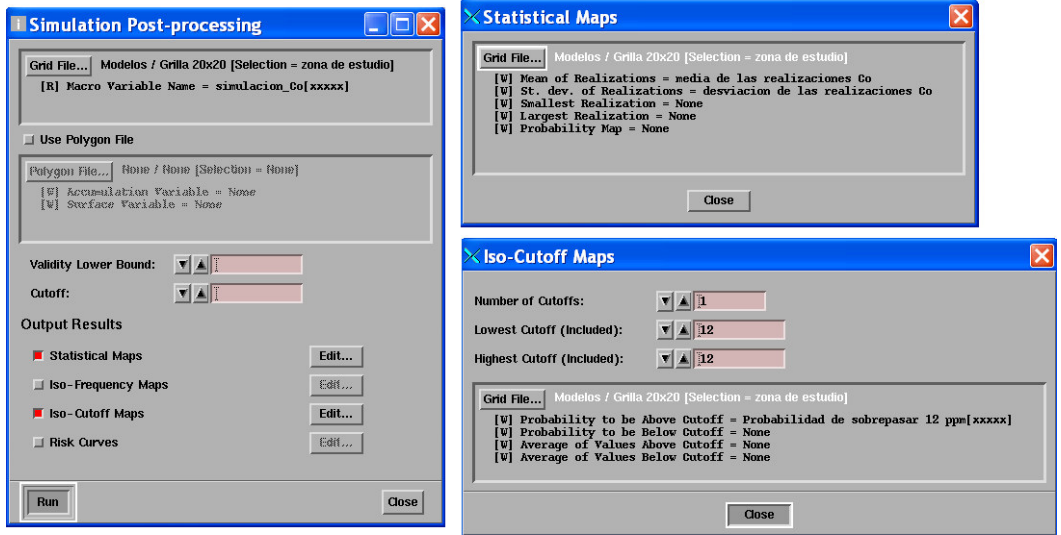 Simulation Post-processing
Grid File... Modelos / Grilla 20x20 [Selection = zona de estudio]
[R] Macro Variable Name = simulacion_Co[xxxxx]
Use Polygon File
Polygon File... None / None [Selection = None]
[W] Accumulation Variable = None
[W] Surface Variable = None
Validity Lower Bound:
Cutoff:
Output Results
Statistical Maps Edit...
Iso-Frequency Maps Edit...
Iso-Cutoff Maps Edit...
Risk Curves Edit...
Run Close
Statistical Maps
Grid File... Modelos / Grilla 20x20 [Selection = zona de estudio]
[W] Mean of Realizations = media de las realizaciones Co
[W] St. dev. of Realizations = desviacion de las realizaciones Co
[W] Smallest Realization = None
[W] Largest Realization = None
[W] Probability Map = None
Close
Iso-Cutoff Maps
Number of Cutoffs: 1
Lowest Cutoff (Included): 12
Highest Cutoff (Included): 12
Grid File... Modelos / Grilla 20x20 [Selection = zona de estudio]
[W] Probability to be Above Cutoff = Probabilidad de sobrepasar 12 ppm[xxxxx]
[W] Probability to be Below Cutoff = None
[W] Average of Values Above Cutoff = None
[W] Average of Values Below Cutoff = None
Close